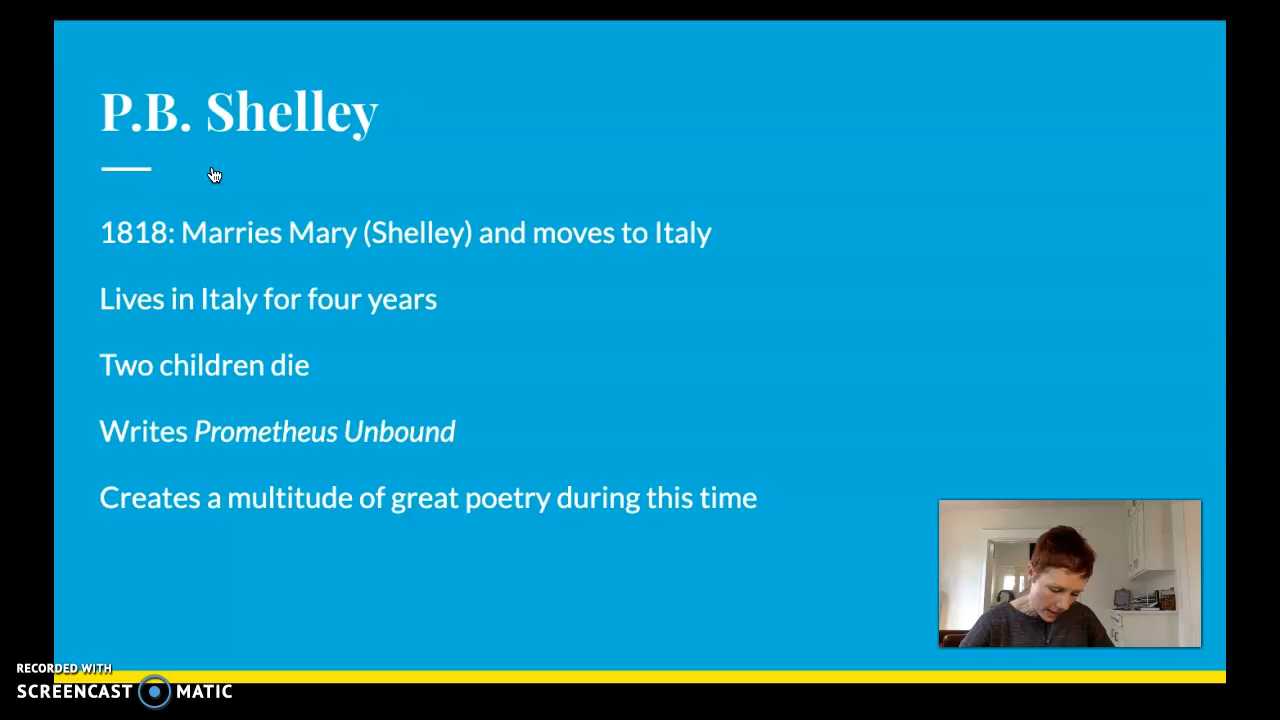 P.B. Shelley
1818: Marries Mary (Shelley) and moves to Italy
Lives in Italy for four years
Two children die
Writes Prometheus Unbound
Creates a multitude of great poetry during this time
RECORDED WITH
SCREENCAST MATIC